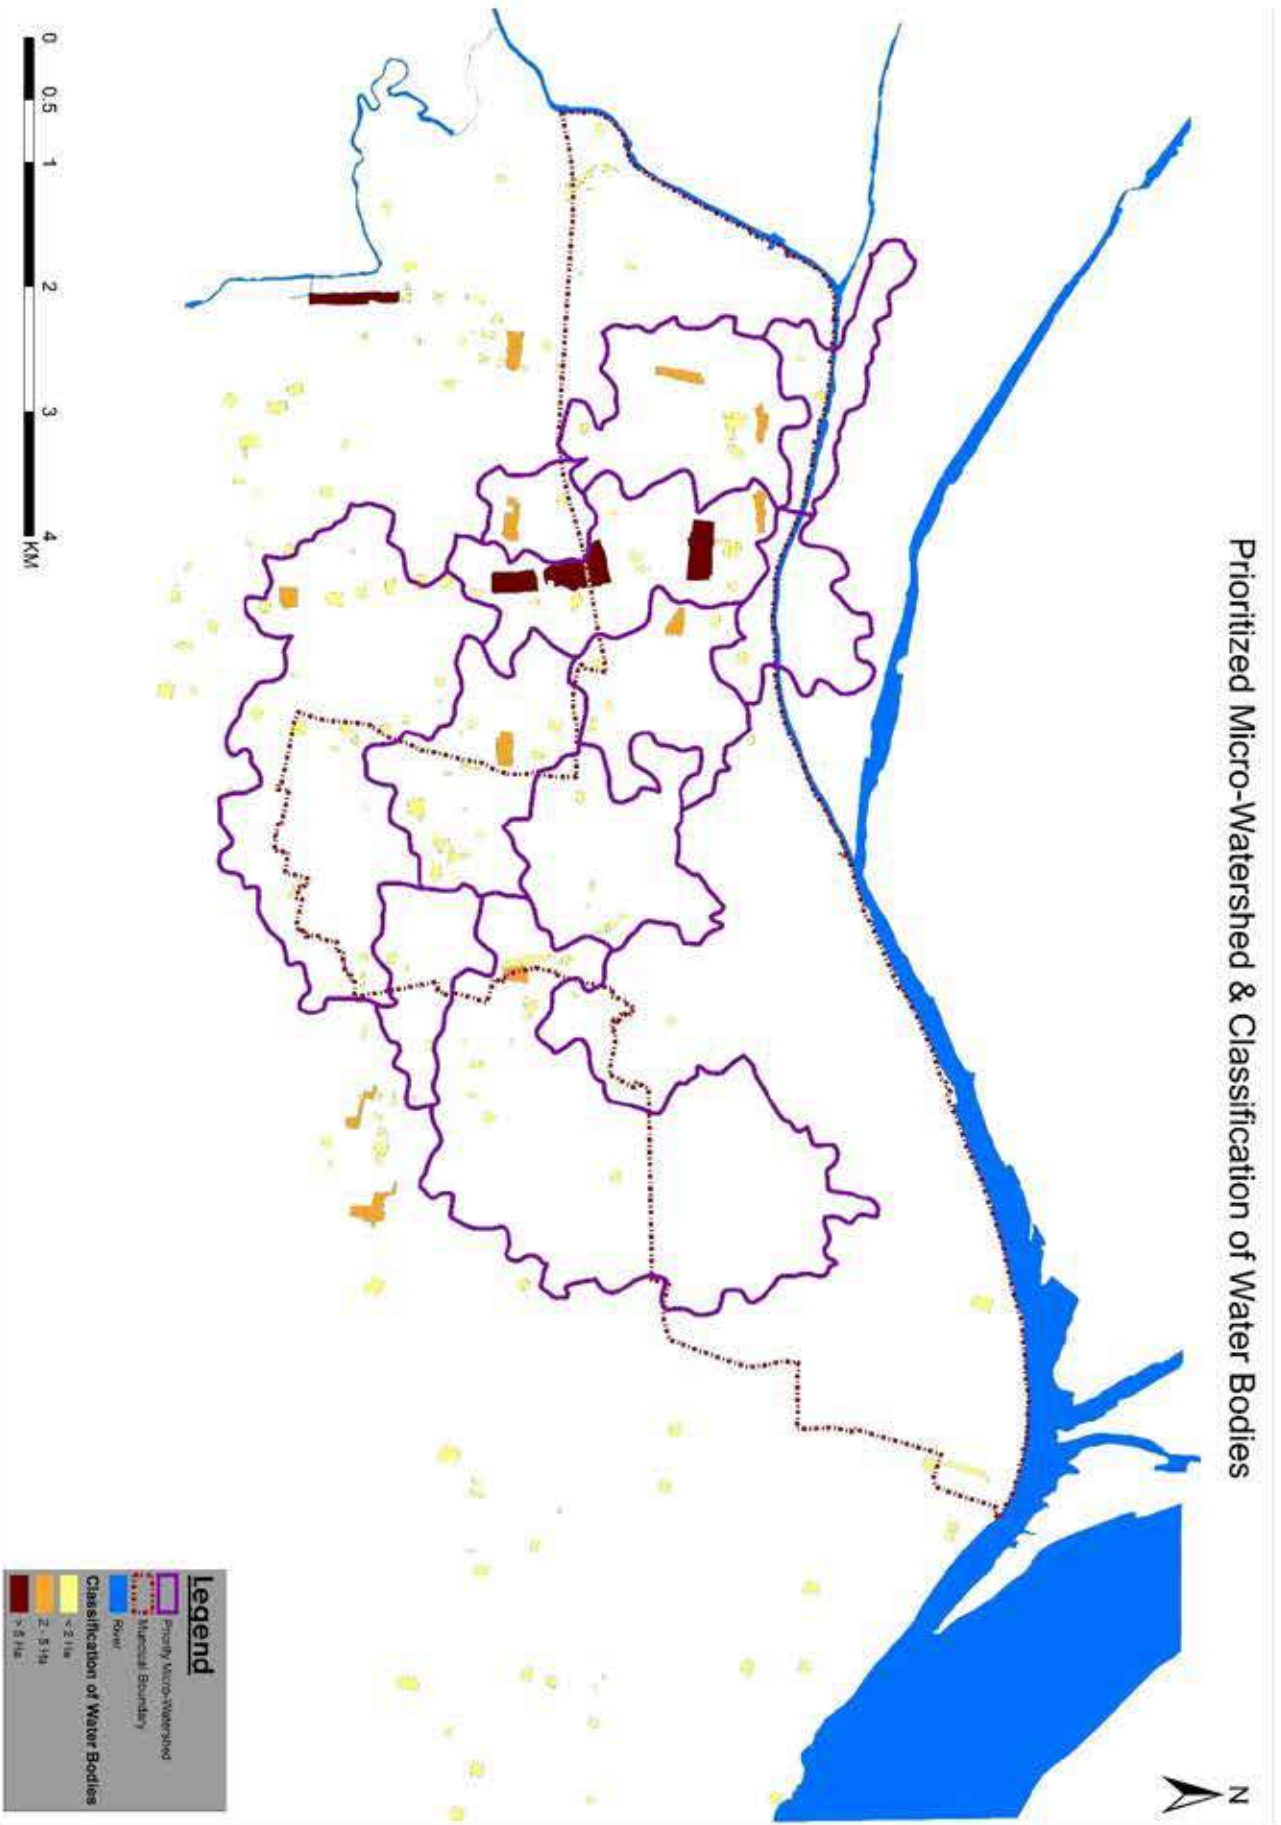 Prioritized Micro-Watershed & Classification of Water Bodies
N
0 0.5 1 2 3 4
KM
Legend
Priority Micro-Watershed
Muncical Boundary
River
Classification of Water Bodies
< 2 Ha
2 - 5 Ha
> 5 Ha